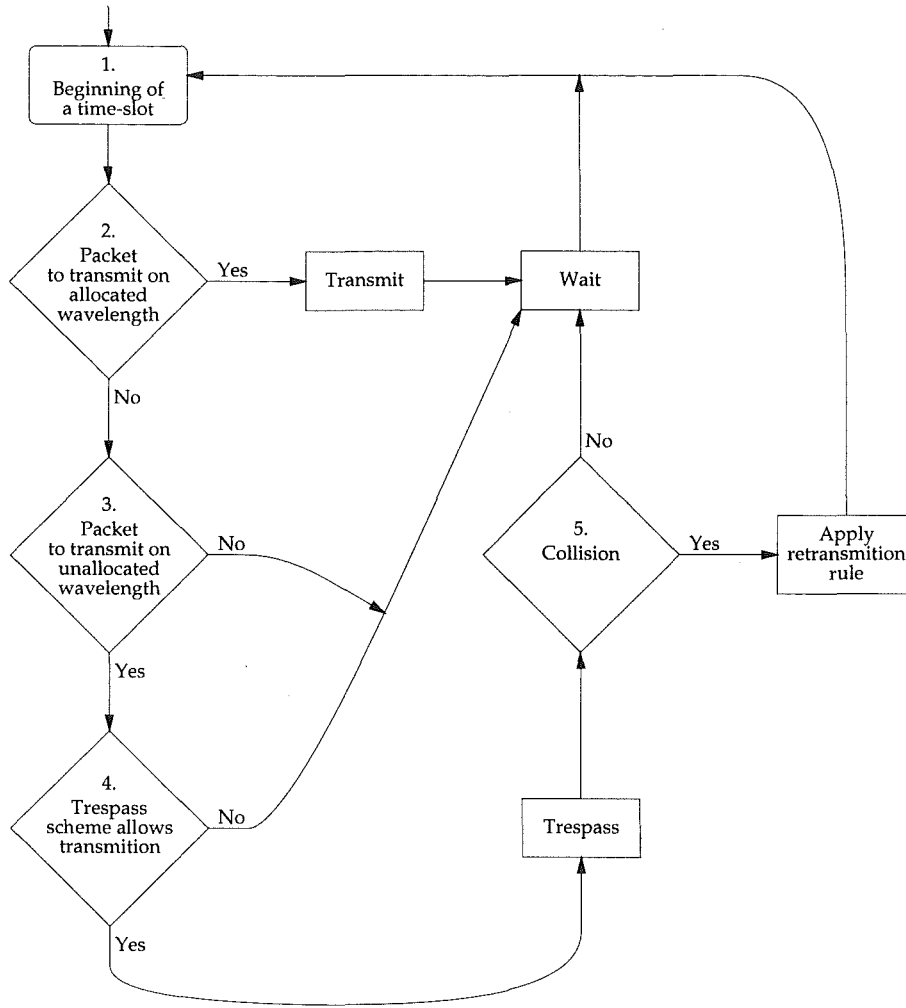 1.
Beginning of
a time-slot
2.
Packet
to transmit on
allocated
wavelength
Yes
Transmit
Wait
No
3.
Packet
to transmit on
unallocated
wavelength
No
Yes
4.
Trespass
scheme allows
transmition
No
Yes
Trespass
5.
Collision
No
Yes
Apply
retransmition
rule